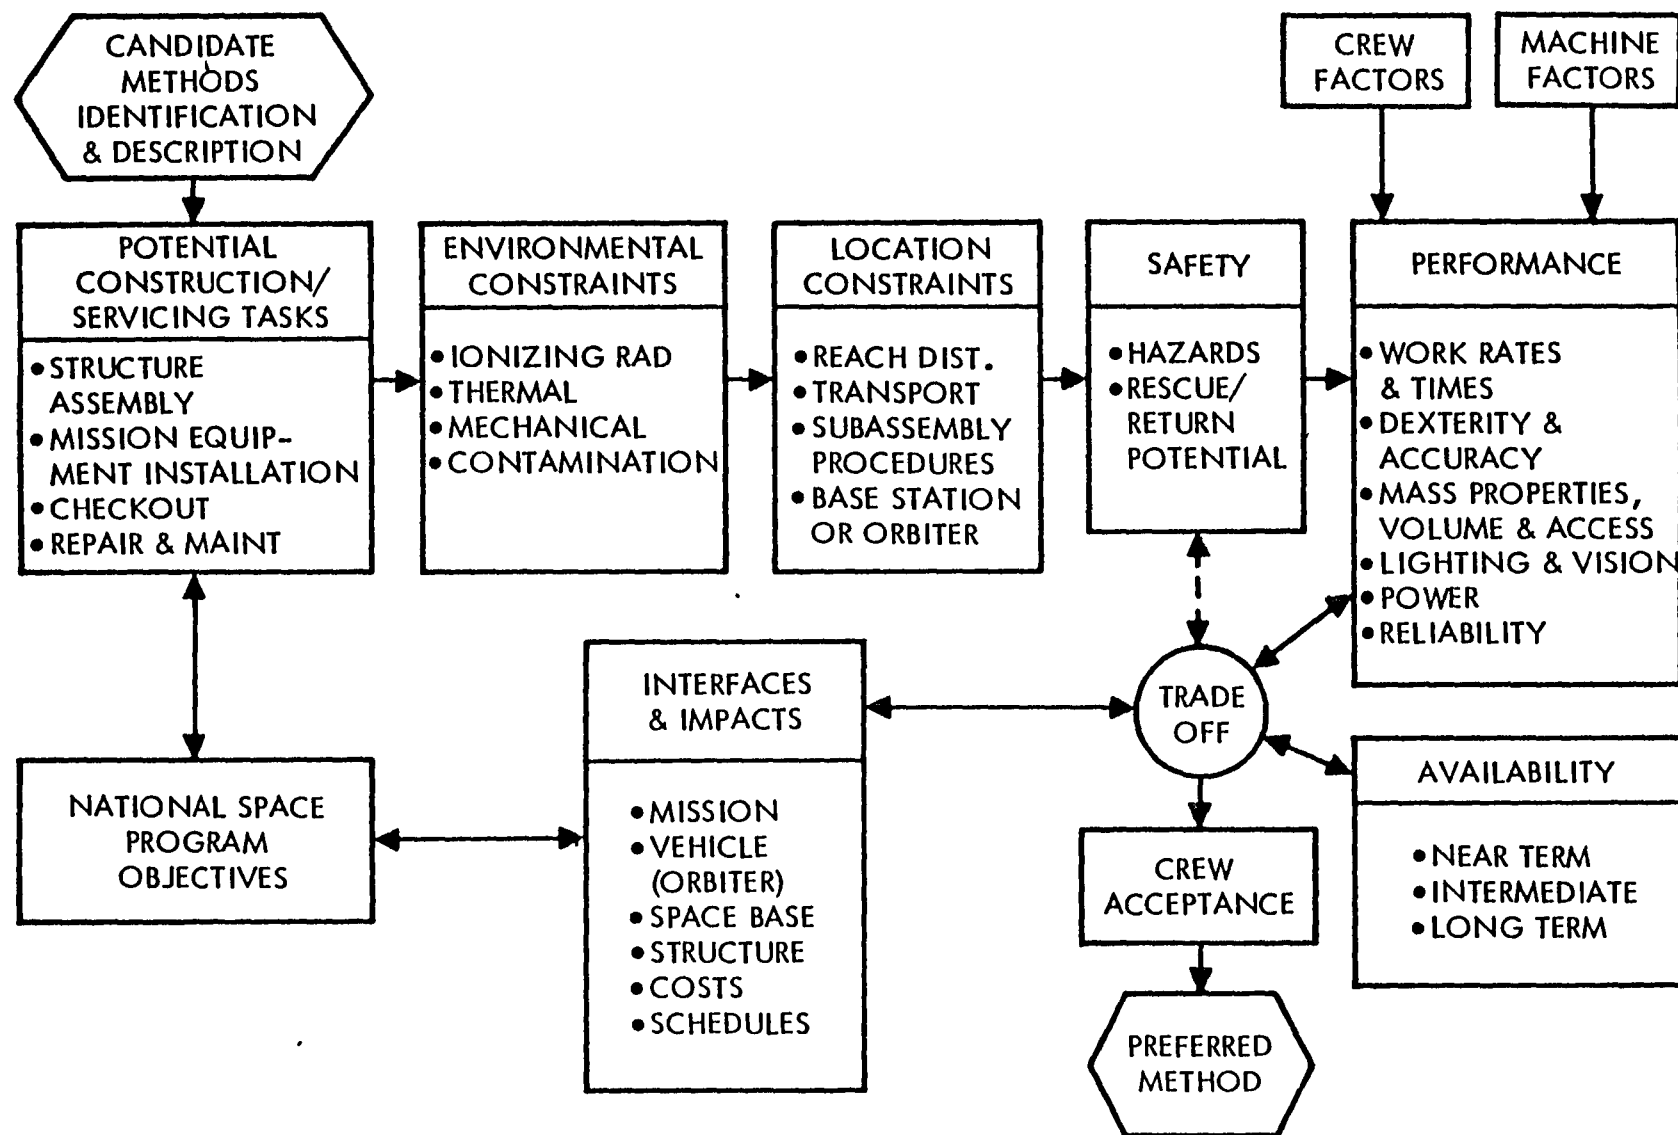 CANDIDATE
METHODS
IDENTIFICATION
& DESCRIPTION
CREW
FACTORS
MACHINE
FACTORS
POTENTIAL
CONSTRUCTION/
SERVICING TASKS
• STRUCTURE
ASSEMBLY
• MISSION EQUIP-
MENT INSTALLATION
• CHECKOUT
• REPAIR & MAINT
ENVIRONMENTAL
CONSTRAINTS
• IONIZING RAD
• THERMAL
• MECHANICAL
• CONTAMINATION
LOCATION
CONSTRAINTS
• REACH DIST.
• TRANSPORT
• SUBASSEMBLY
PROCEDURES
• BASE STATION
OR ORBITER
SAFETY
• HAZARDS
• RESCUE/
RETURN
POTENTIAL
PERFORMANCE
• WORK RATES
& TIMES
• DEXTERITY &
ACCURACY
• MASS PROPERTIES,
VOLUME & ACCESS
• LIGHTING & VISION
• POWER
• RELIABILITY
NATIONAL SPACE
PROGRAM
OBJECTIVES
INTERFACES
& IMPACTS
• MISSION
• VEHICLE
(ORBITER)
• SPACE BASE
• STRUCTURE
• COSTS
• SCHEDULES
TRADE
OFF
AVAILABILITY
• NEAR TERM
• INTERMEDIATE
• LONG TERM
CREW
ACCEPTANCE
PREFERRED
METHOD